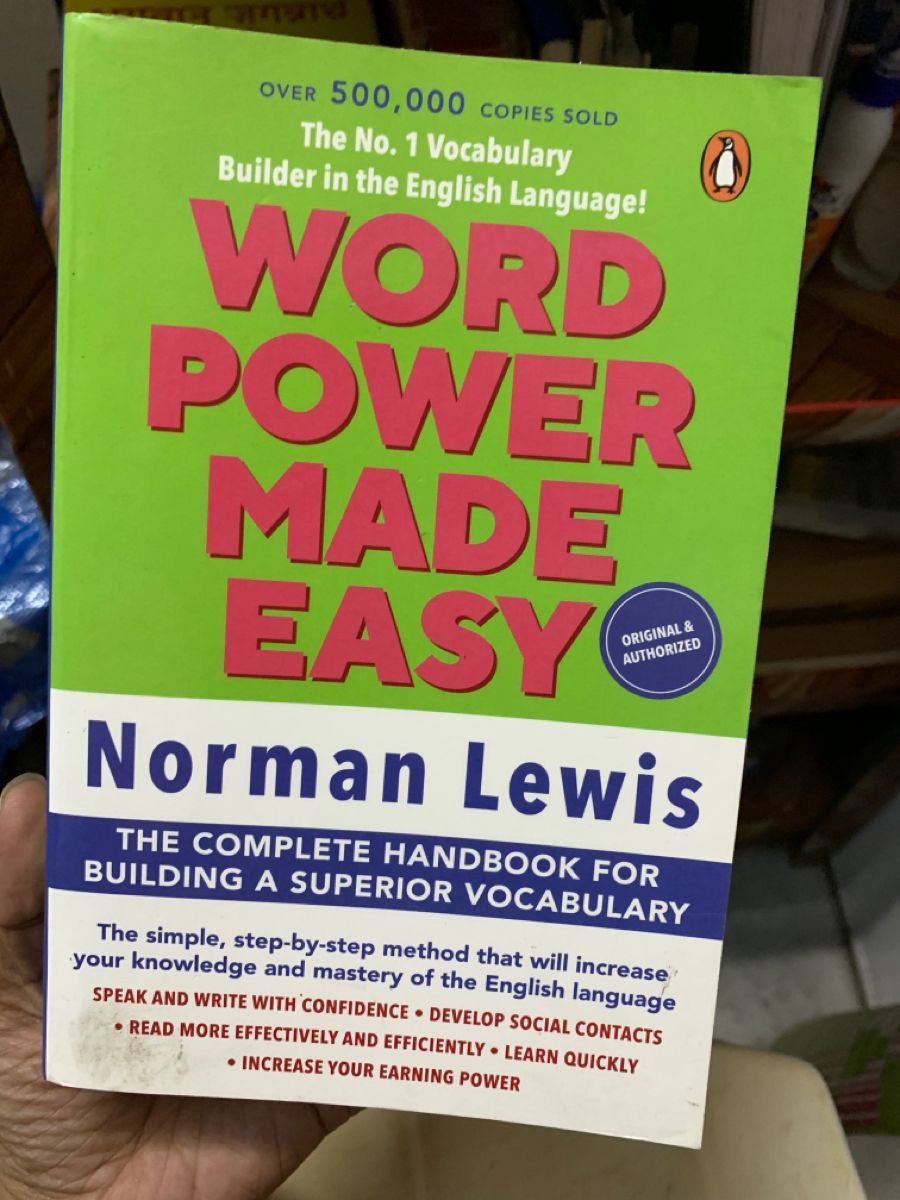 भगवान जगन्नाथ
OVER 500,000 COPIES SOLD
The No. 1 Vocabulary
Builder in the English Language!
WORD
POWER
MADE
EASY
ORIGINAL &
AUTHORIZED
Norman Lewis
THE COMPLETE HANDBOOK FOR
BUILDING A SUPERIOR VOCABULARY
The simple, step-by-step method that will increase
your knowledge and mastery of the English language
SPEAK AND WRITE WITH CONFIDENCE • DEVELOP SOCIAL CONTACTS
• READ MORE EFFECTIVELY AND EFFICIENTLY • LEARN QUICKLY
• INCREASE YOUR EARNING POWER